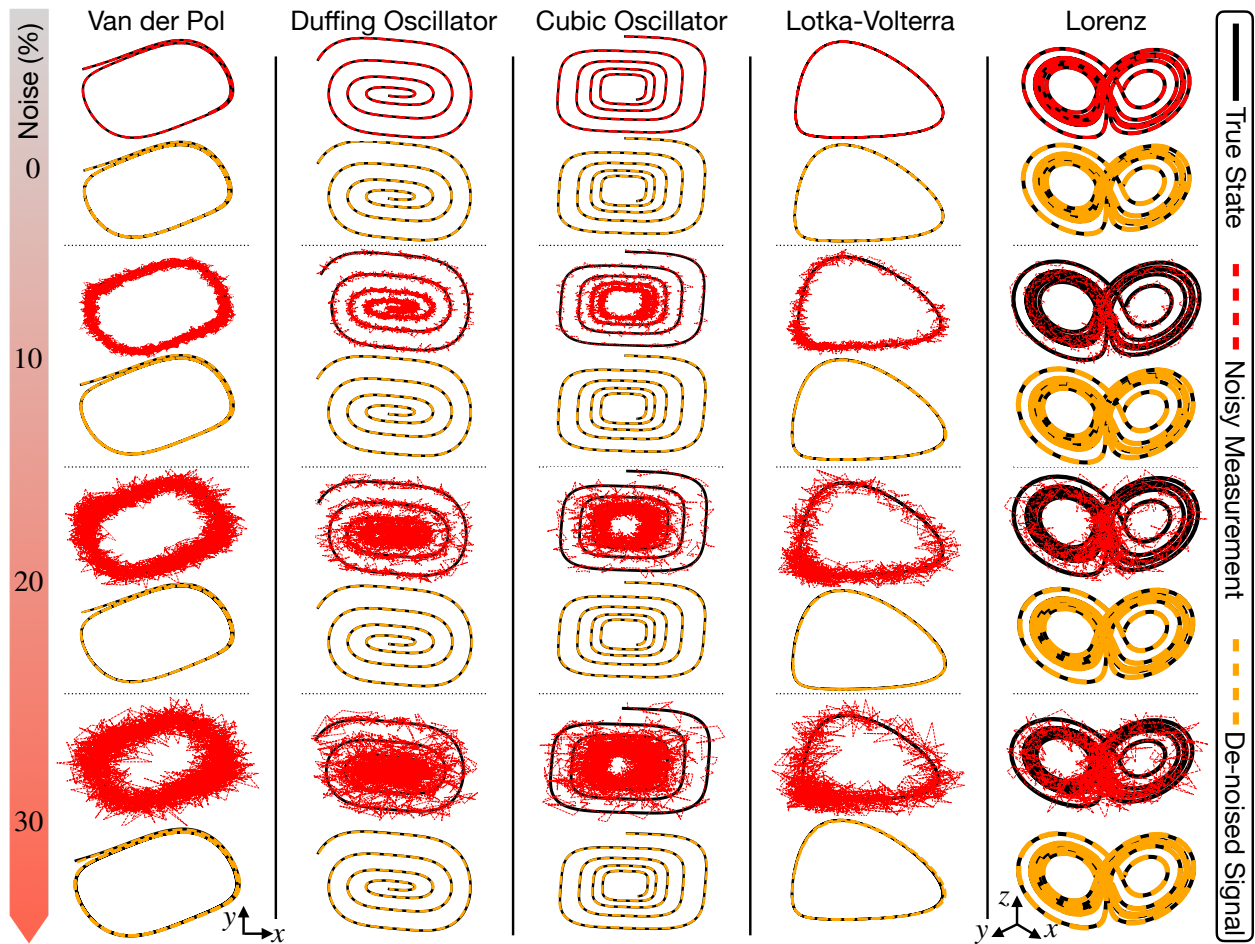 Van der Pol
Duffing Oscillator
Cubic Oscillator
Lotka-Volterra
Lorenz
Noise (%)
0
10
20
30
y
x
z
y
x
True State
Noisy Measurement
De-noised Signal